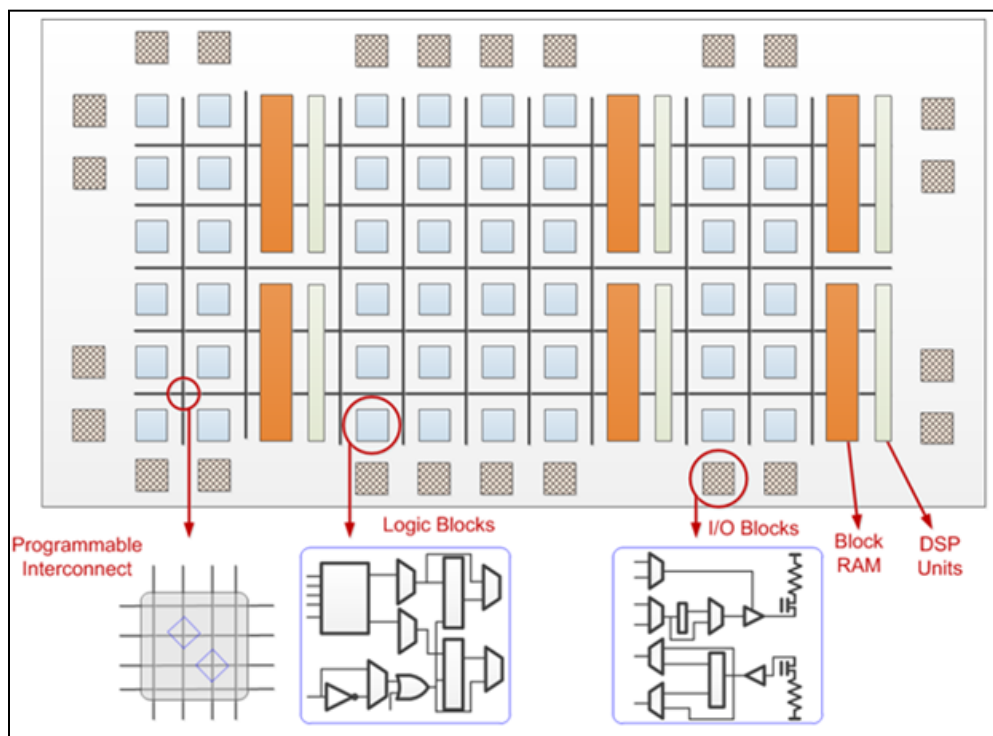 Programmable
Interconnect
Logic Blocks
I/O Blocks
Block
RAM
DSP
Units